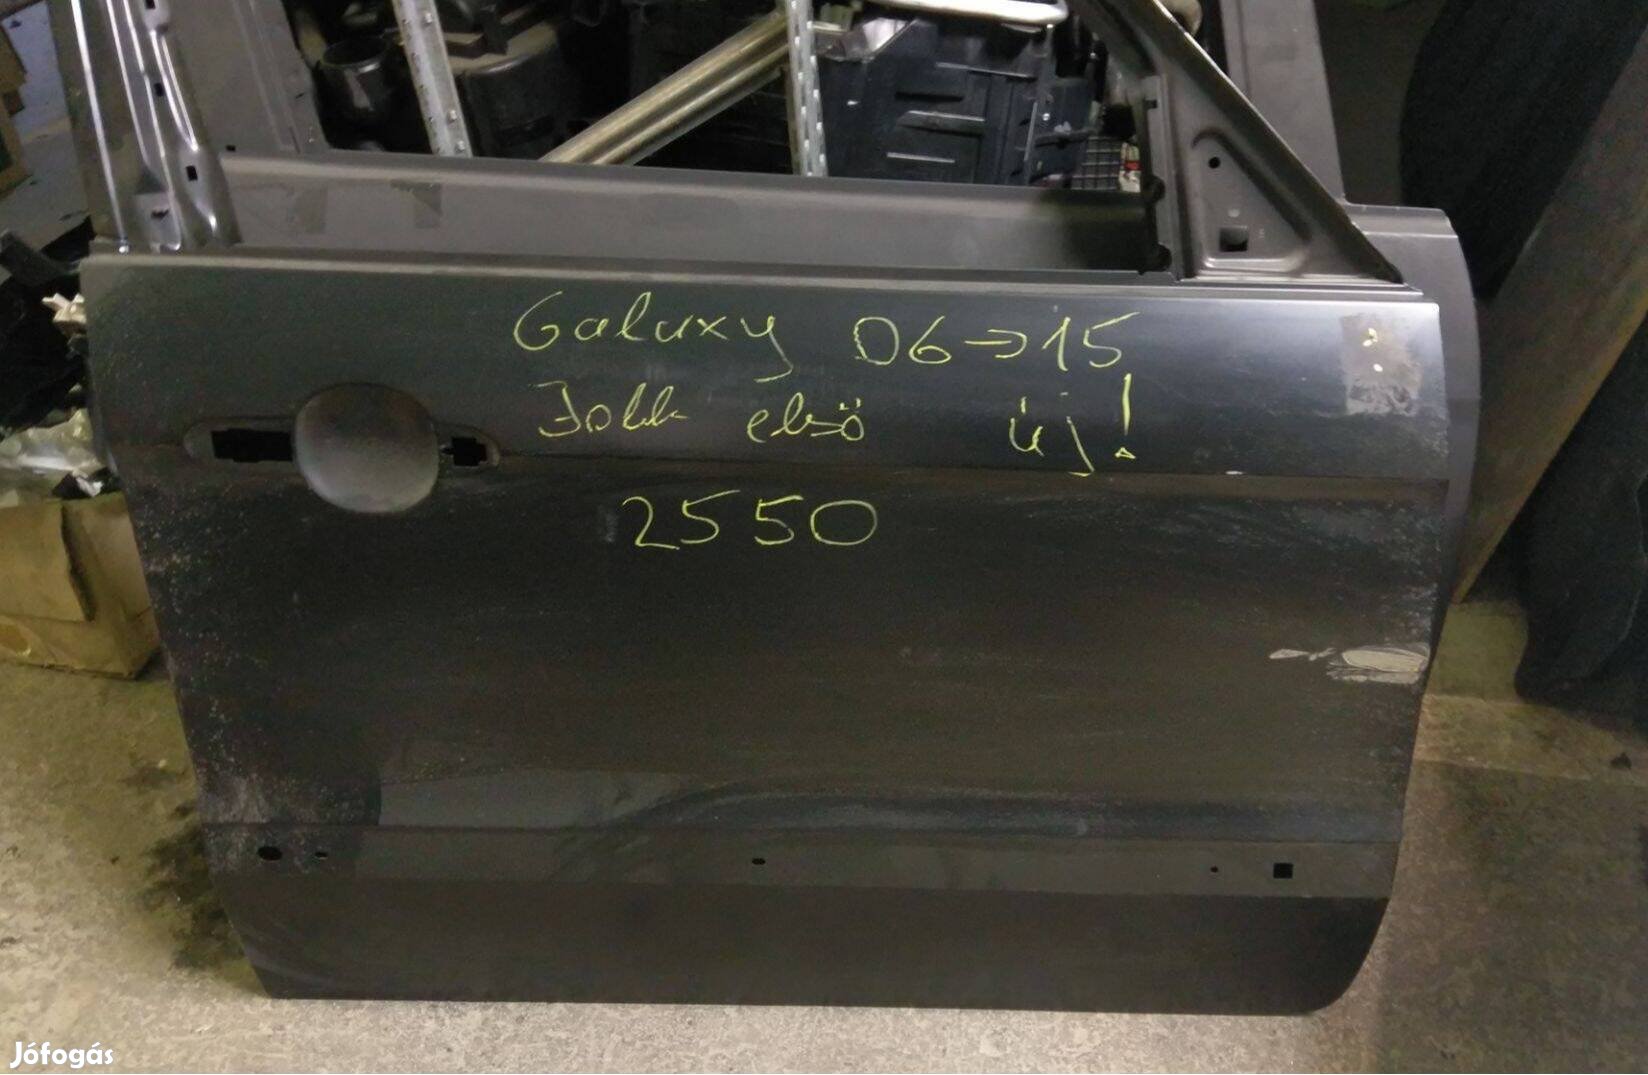 Galaxy 06→15
Jobb első új!
2550
Jófogás